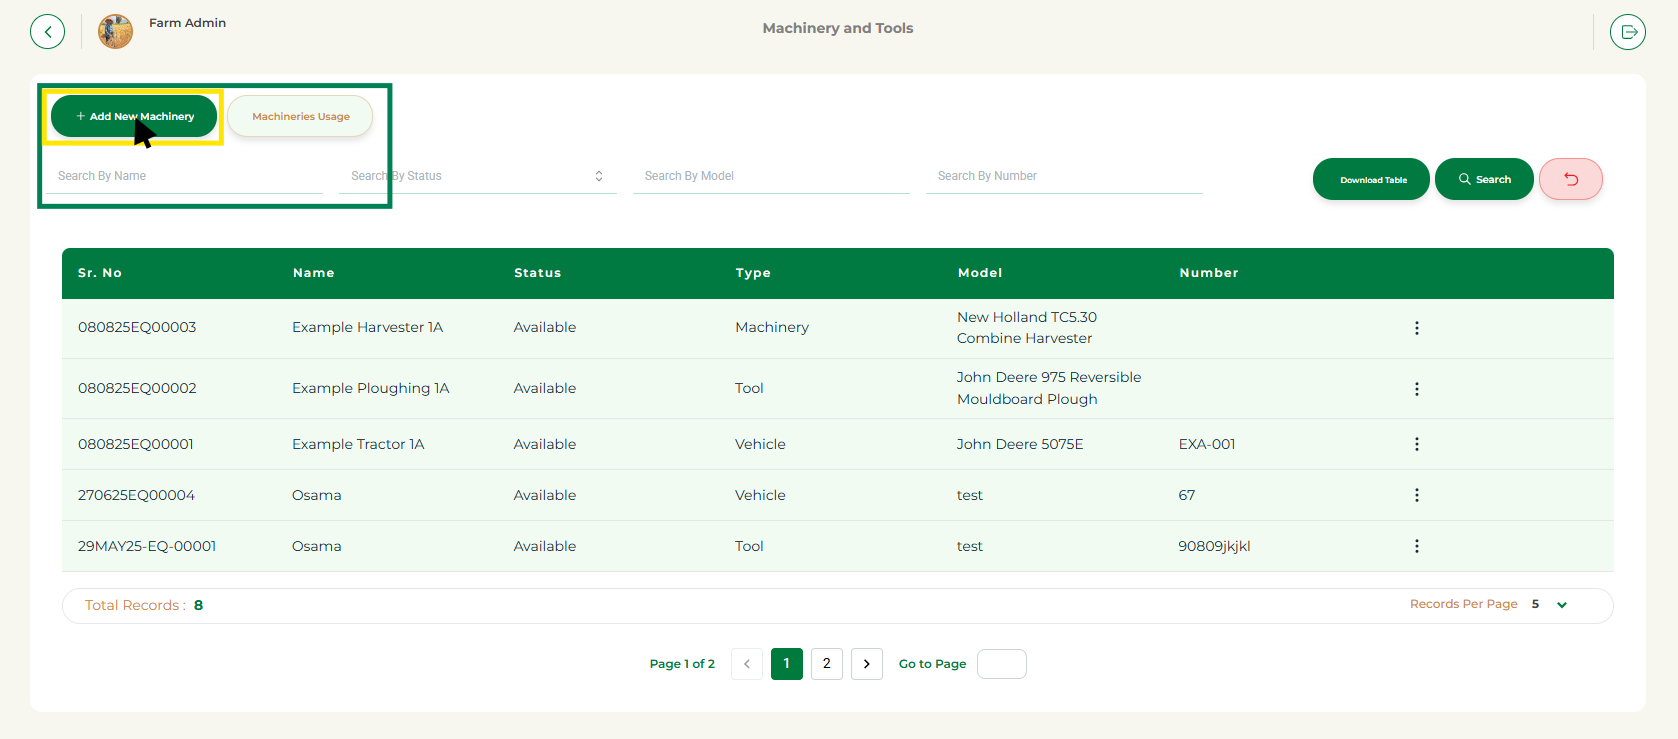 Farm Admin
Machinery and Tools
+ Add New Machinery
Machineries Usage
Search By Name
Search By Status
Search By Model
Search By Number
Download Table
Search
Sr. No Name Status Type Model Number
080825EQ00003 Example Harvester 1A Available Machinery New Holland TC5.30
Combine Harvester
080825EQ00002 Example Ploughing 1A Available Tool John Deere 975 Reversible
Mouldboard Plough
080825EQ00001 Example Tractor 1A Available Vehicle John Deere 5075E EXA-001
270625EQ00004 Osama Available Vehicle test 67
29MAY25-EQ-00001 Osama Available Tool test 90809jkjkl
Total Records : 8
Records Per Page 5
Page 1 of 2 < 1 2 > Go to Page